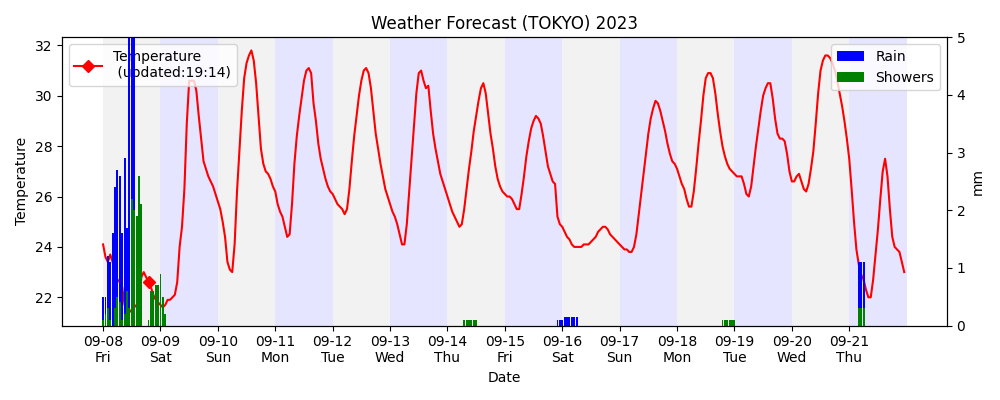 Weather Forecast (TOKYO) 2023
Temperature
(updated:19:14)
Rain
Showers
Temperature
32
30
28
26
24
22
5
4
3
2
1
0
mm
09-08 09-09 09-10 09-11 09-12 09-13 09-14 09-15 09-16 09-17 09-18 09-19 09-20 09-21
Fri Sat Sun Mon Tue Wed Thu Fri Sat Sun Mon Tue Wed Thu
Date